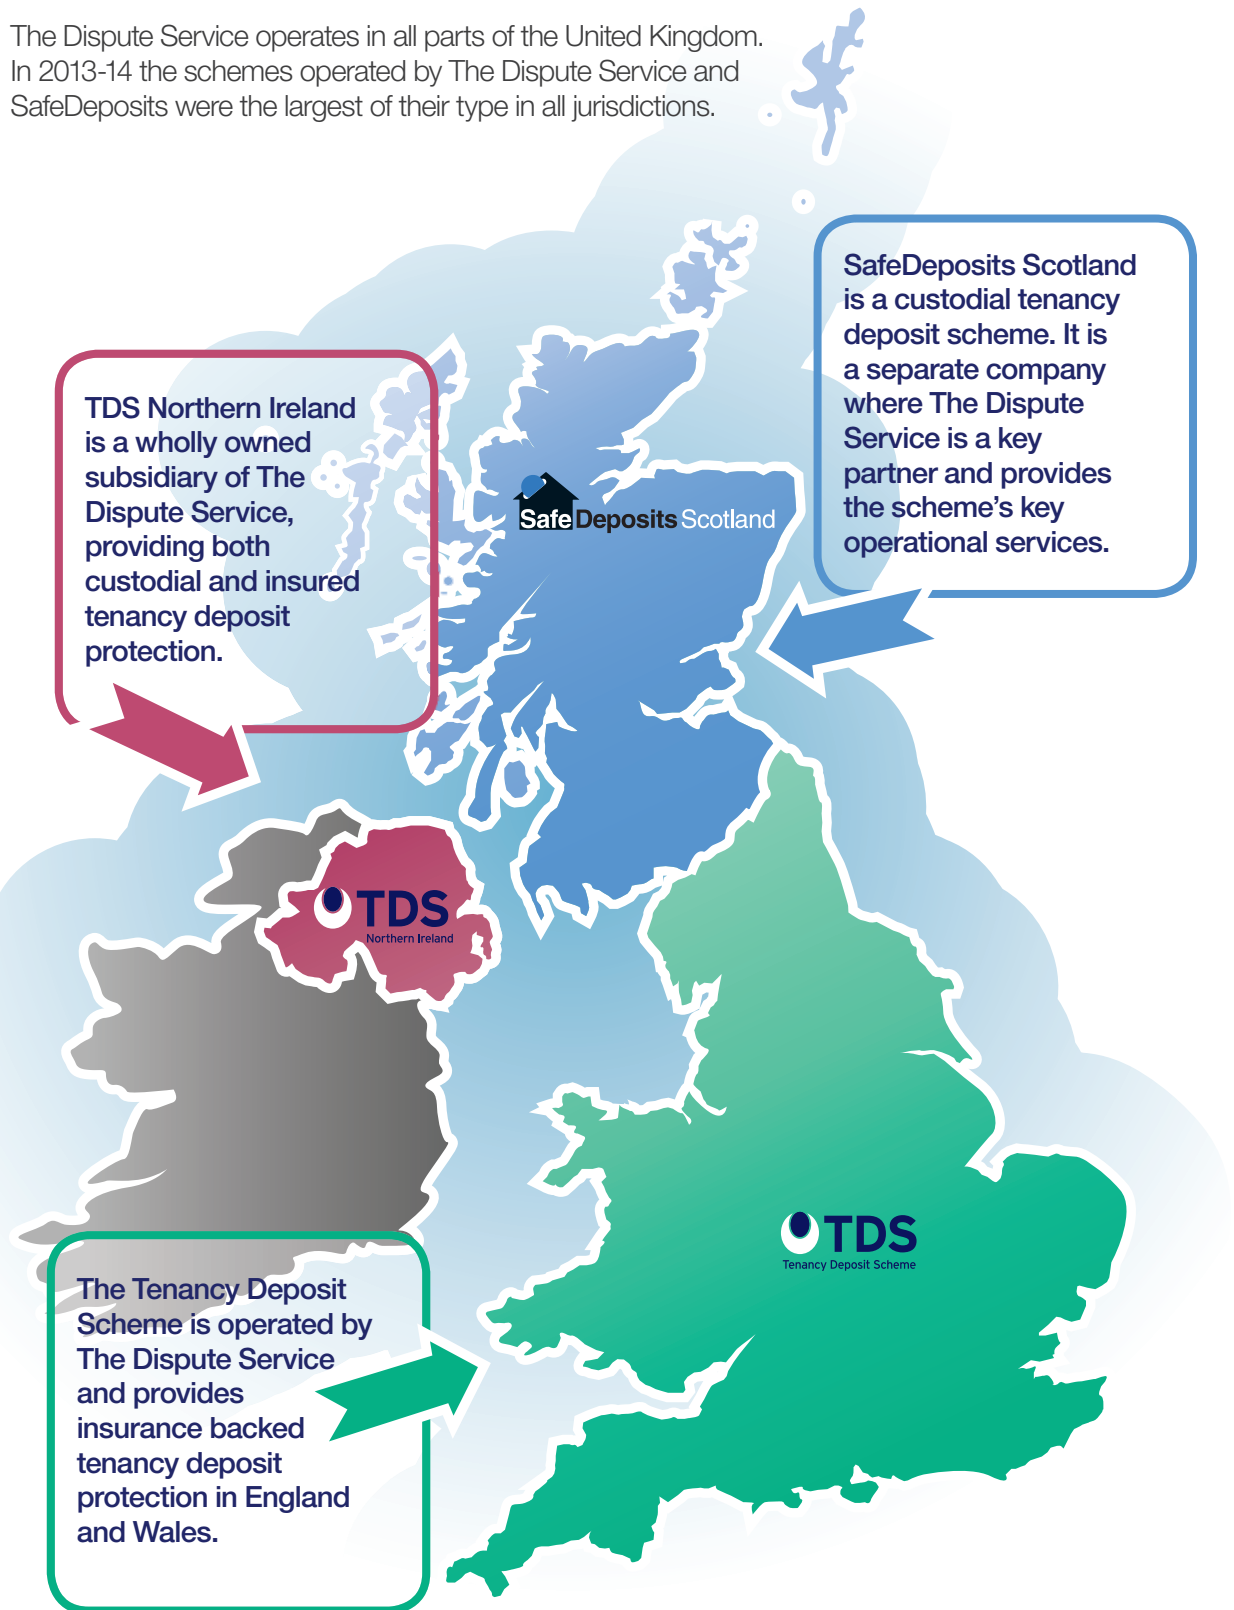 The Dispute Service operates in all parts of the United Kingdom.
In 2013-14 the schemes operated by The Dispute Service and
SafeDeposits were the largest of their type in all jurisdictions.
SafeDeposits Scotland
is a custodial tenancy
deposit scheme. It is
a separate company
where The Dispute
Service is a key
partner and provides
the scheme's key
operational services.
TDS Northern Ireland
is a wholly owned
subsidiary of The
Dispute Service,
providing both
custodial and insured
tenancy deposit
protection.
SafeDeposits Scotland
TDS
Northern Ireland
TDS
Tenancy Deposit Scheme
The Tenancy Deposit
Scheme is operated by
The Dispute Service
and provides
insurance backed
tenancy deposit
protection in England
and Wales.